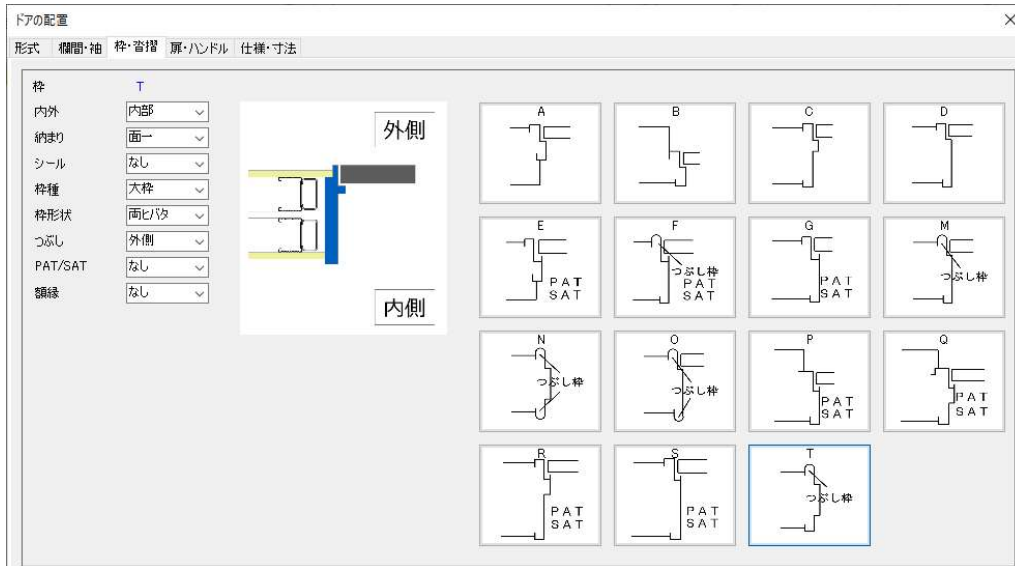 ドアの配置
形式 欄間・袖 枠・沓摺 扉・ハンドル 仕様・寸法
枠 T
内外 内部
納まり 面一
シール なし
枠種 大枠
枠形状 両ヒバタ
つぶし 外側
PAT/SAT なし
額縁 なし
外側
内側
A
B
C
D
E
PAT
SAT
F
つぶし枠
PAT
SAT
G
PAT
SAT
M
つぶし枠
N
つぶし枠
O
つぶし枠
P
PAT
SAT
Q
PAT
SAT
R
PAT
SAT
S
PAT
SAT
T
つぶし枠